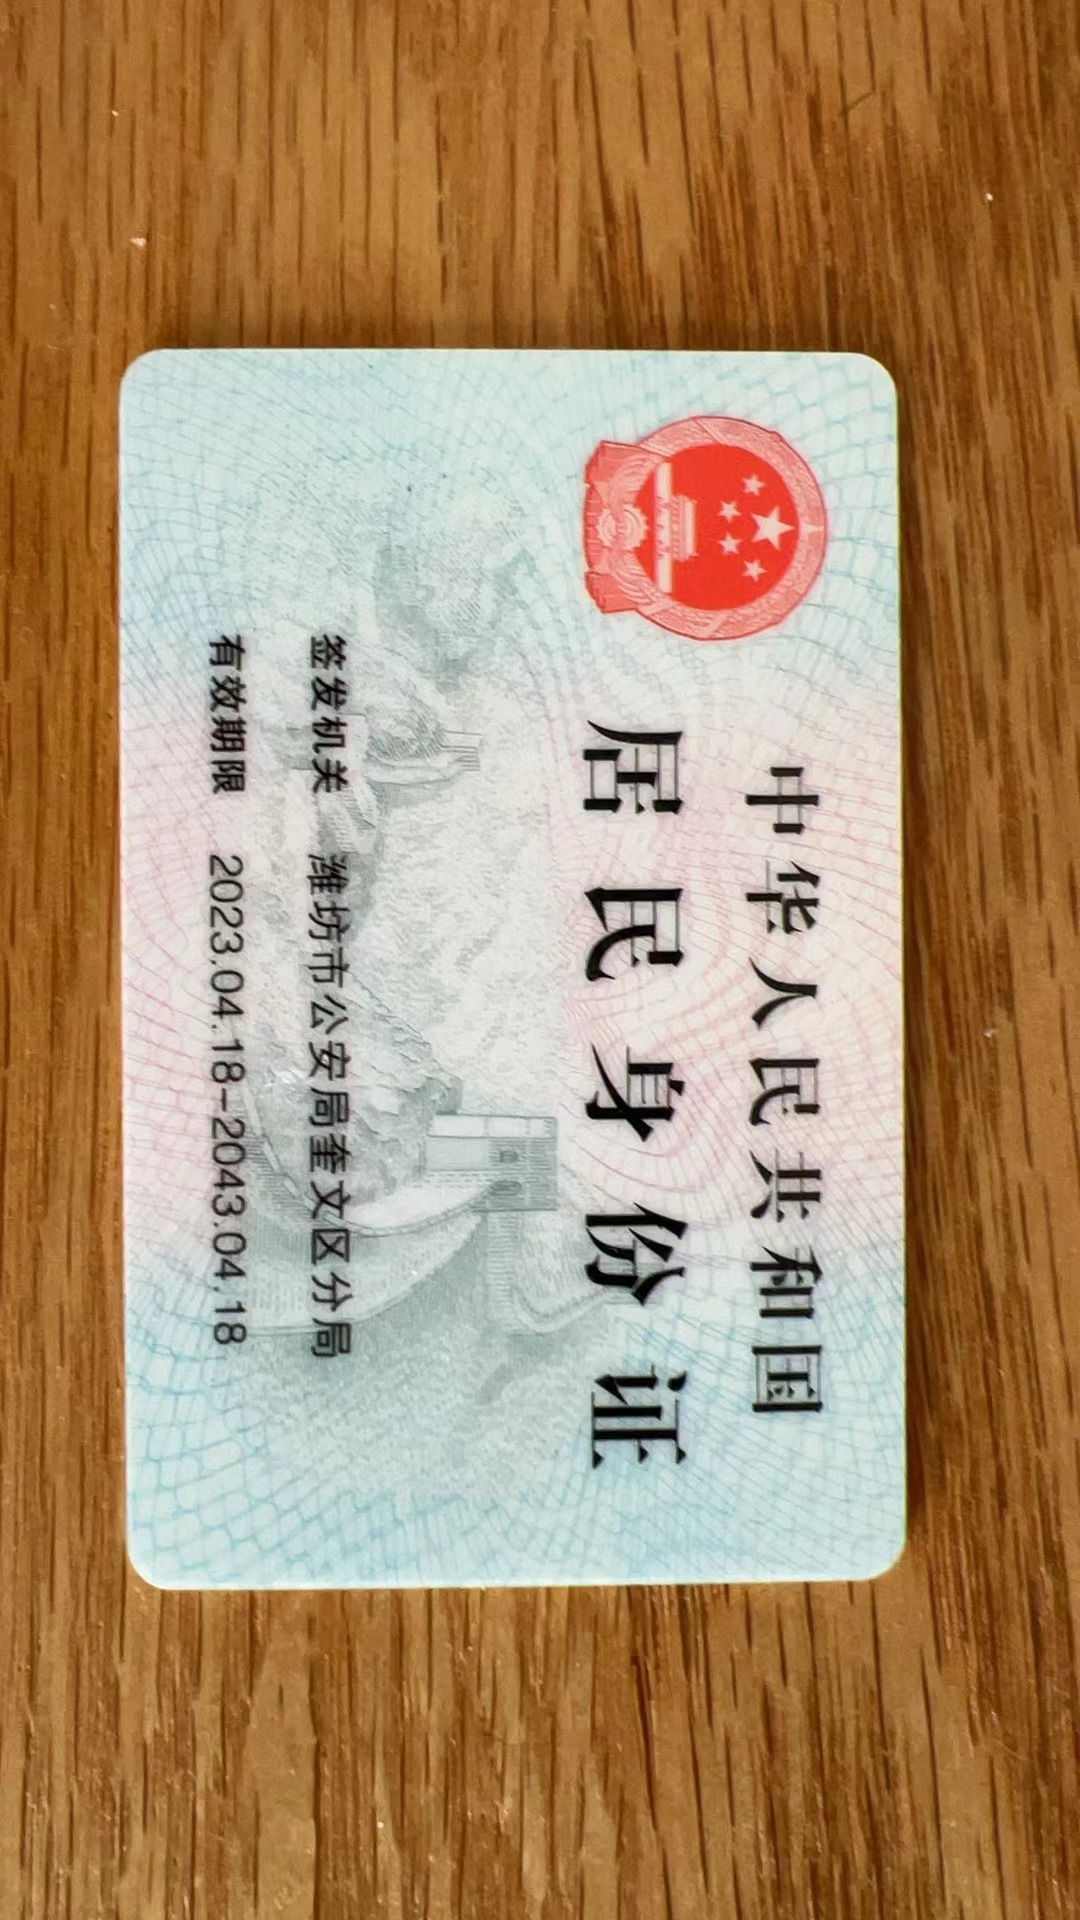 中华人民共和国
居民身份证
签发机关 潍坊市公安局奎文区分局
有效期限 2023.04.18-2043.04.18